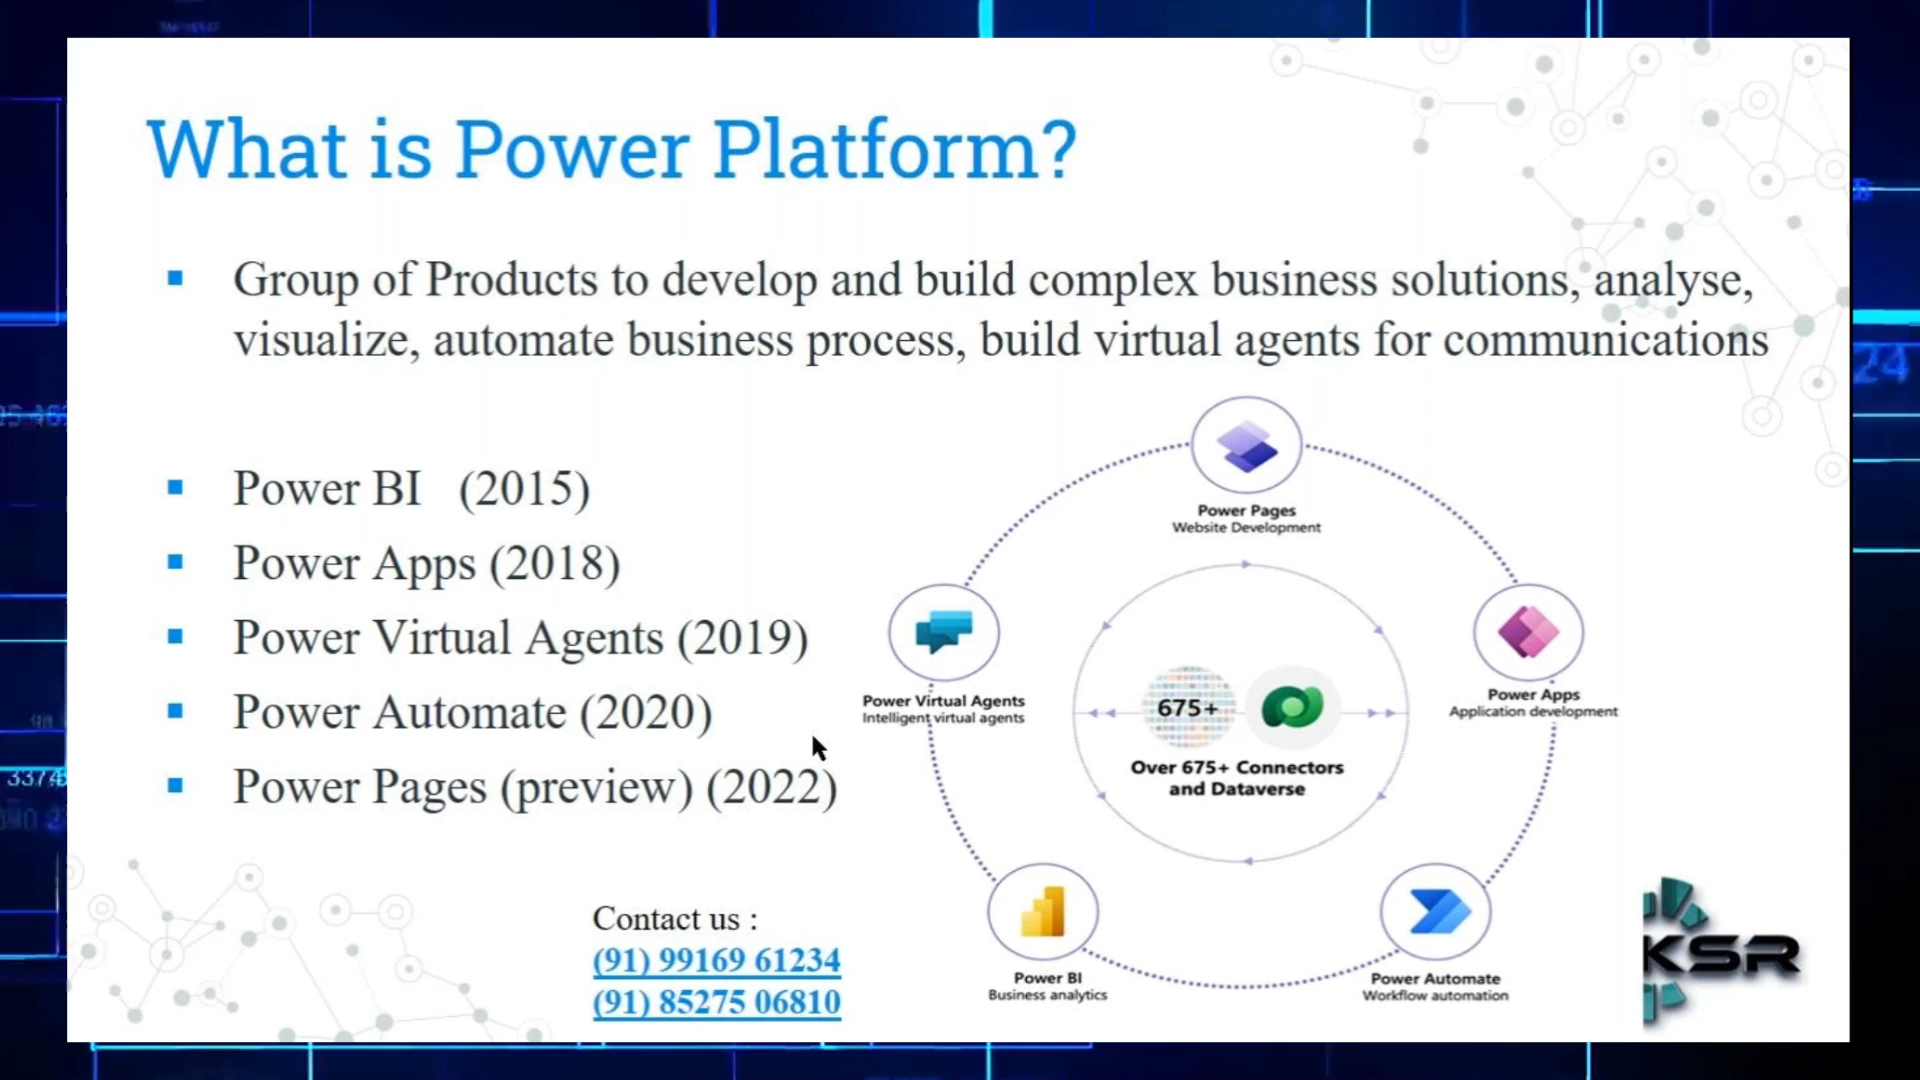 What is Power Platform?
Group of Products to develop and build complex business solutions, analyse,
visualize, automate business process, build virtual agents for communications
Power BI (2015)
Power Apps (2018)
Power Virtual Agents (2019)
Power Automate (2020)
Power Pages (preview) (2022)
Contact us :
(91) 99169 61234
(91) 85275 06810
Power Pages
Website Development
Power Virtual Agents
Intelligent virtual agents
Power Apps
Application development
675+
Over 675+ Connectors
and Dataverse
Power BI
Business analytics
Power Automate
Workflow automation
KSR
24